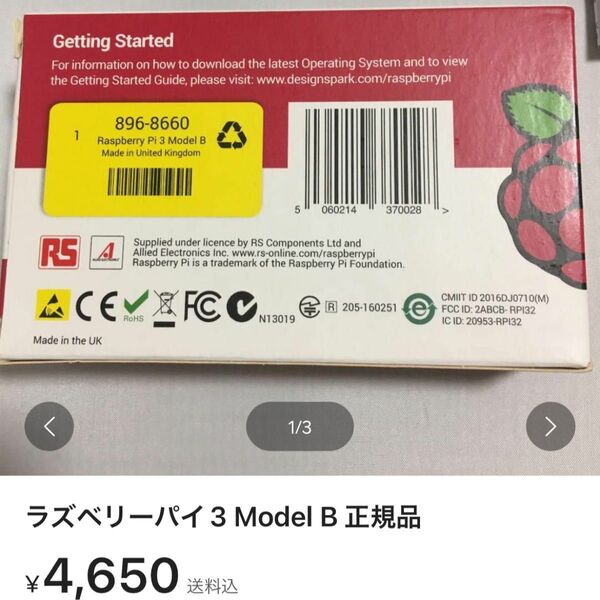 Getting Started
For information on how to download the latest Operating System and to view
the Getting Started Guide, please visit: www.designspark.com/raspberrypi
896-8660
1
Raspberry Pi 3 Model B
Made in United Kingdom
5 060214 370028 >
RS
A
Supplied under licence by RS Components Ltd and
Allied Electronics Inc. www.rs-online.com/raspberrypi
Raspberry Pi is a trademark of the Raspberry Pi Foundation.
CE
RoHS
FC
N13019
R 205-160251
e
CMIIT ID 2016DJ0710(M)
FCC ID: 2ABCB- RPI32
IC ID: 20953-RPI32
Made in the UK
1/3
ラズベリーパイ3 Model B 正規品
¥4,650 送料込